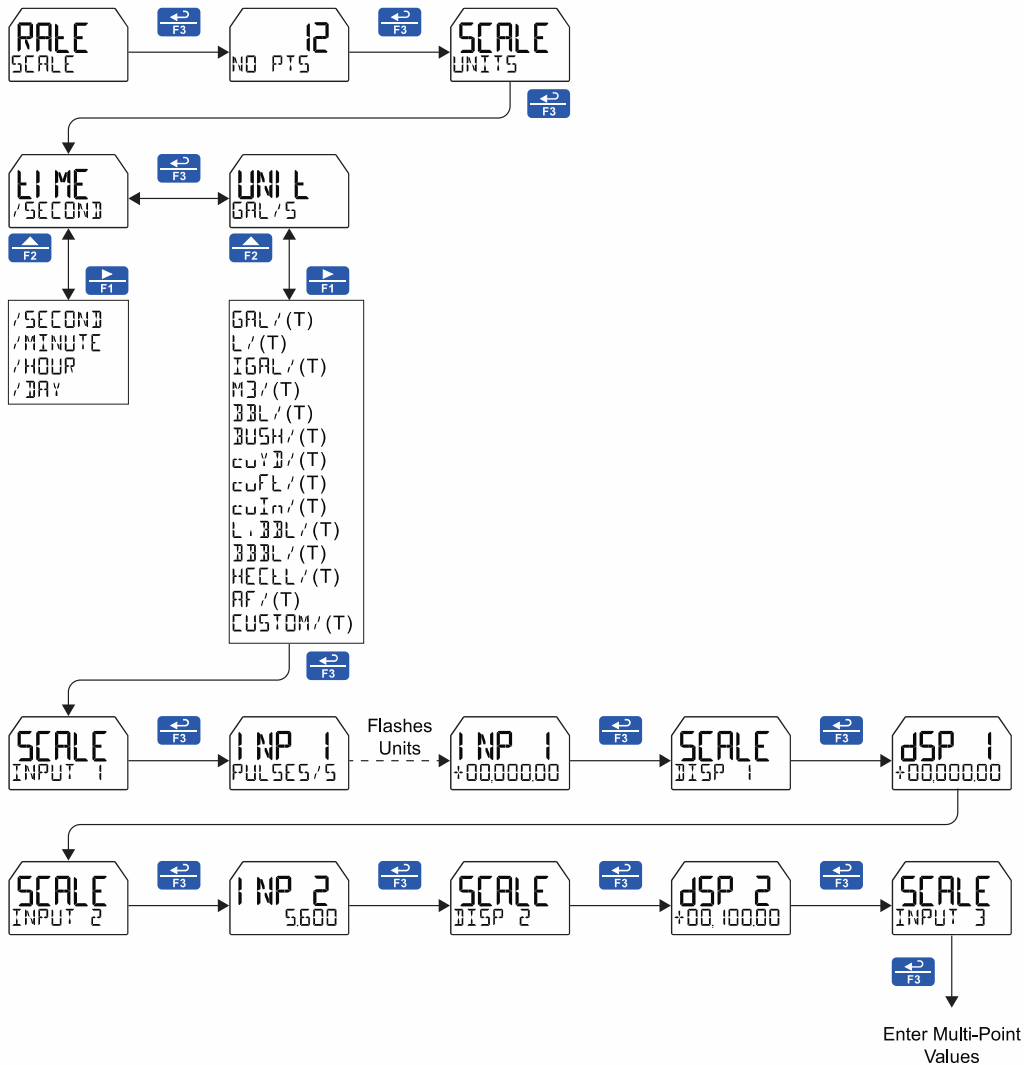 RAtE
SCALE
F3
12
NO PTS
F3
SCALE
UNITS
F3
tIME
/SECOND
F3
UNIt
GAL/S
F2
F1
F2
F1
/SECOND
/MINUTE
/HOUR
/DAY
GAL/(T)
L/(T)
IGAL/(T)
M3/(T)
BBL/(T)
BUSH/(T)
cuYD/(T)
cuFt/(T)
cuIn/(T)
LiBBL/(T)
BBBL/(T)
HECtL/(T)
AF/(T)
CUSTOM/(T)
F3
SCALE
INPUT 1
F3
INP 1
PULSES/S
Flashes
Units
INP 1
+00,000.00
F3
SCALE
DISP 1
F3
dSP 1
+00,000.00
SCALE
INPUT 2
F3
INP 2
5.600
F3
SCALE
DISP 2
F3
dSP 2
+00,100.00
F3
SCALE
INPUT 3
F3
Enter Multi-Point
Values